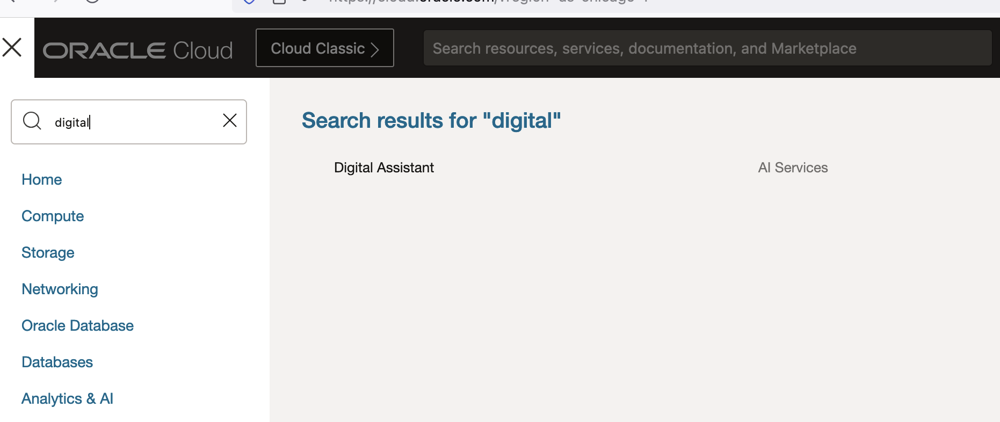 ORACLE Cloud
Cloud Classic
Search resources, services, documentation, and Marketplace
digital
Home
Compute
Storage
Networking
Oracle Database
Databases
Analytics & AI
Search results for "digital"
Digital Assistant
AI Services